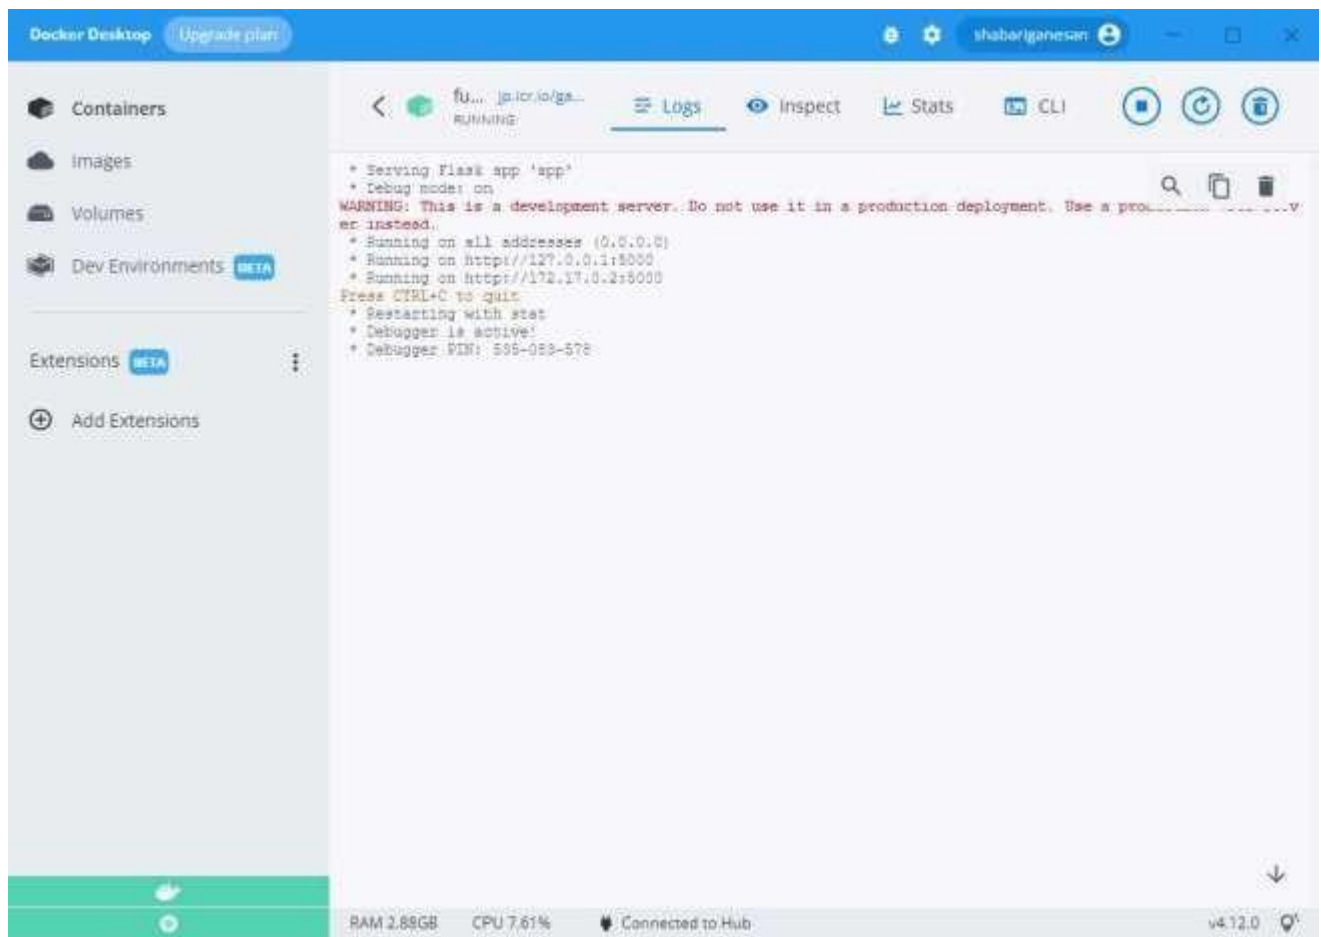 Docker Desktop Upgrade plan shabariganesan
Containers
Images
Volumes
Dev Environments BETA
Extensions BETA
Add Extensions
fu... jp.icr.io/ga...
RUNNING
Logs Inspect Stats CLI
* Serving Flask app 'app'
* Debug mode: on
WARNING: This is a development server. Do not use it in a production deployment. Use a
er instead.
* Running on all addresses (0.0.0.0)
* Running on http://127.0.0.1:5000
* Running on http://172.17.0.2:5000
Press CTRL+C to quit
* Restarting with stat
* Debugger is active!
* Debugger PIN:
RAM 2.88GB CPU 7.61% Connected to Hub v4.12.0